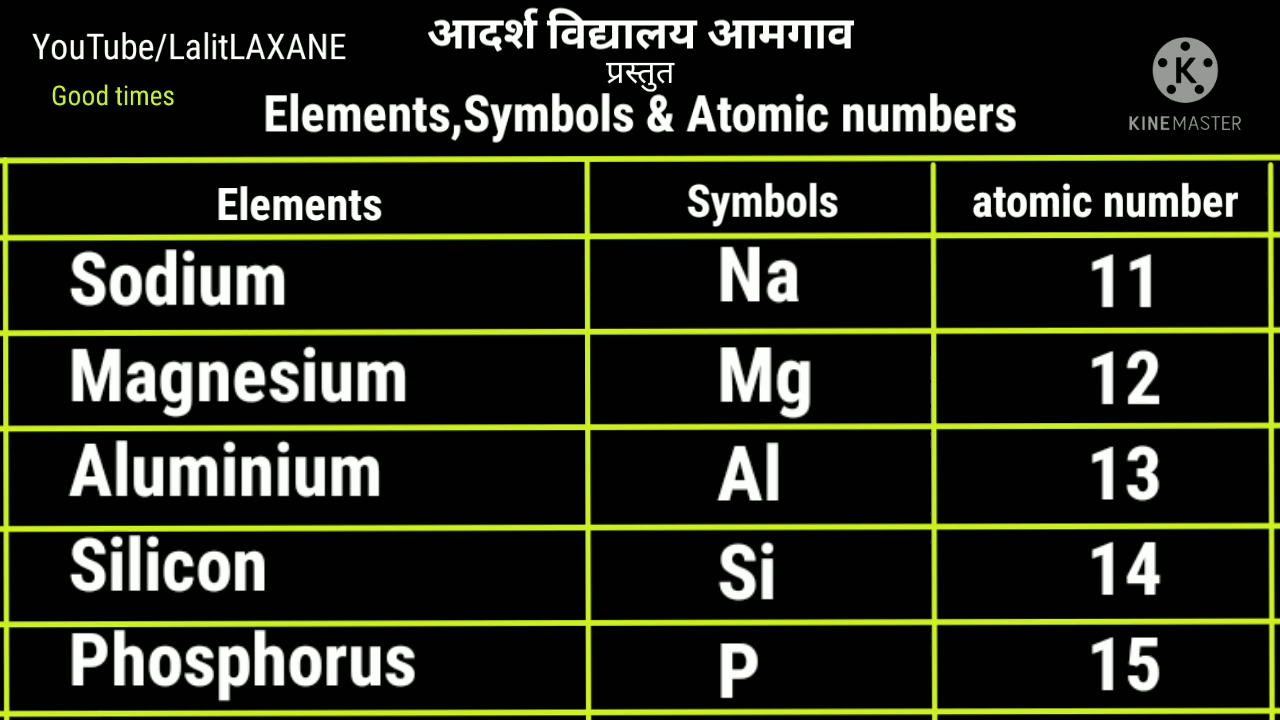 YouTube/LalitLAXANE
Good times
आदर्श विद्यालय आमगाव
प्रस्तुत
Elements,Symbols & Atomic numbers
K
KINEMASTER
Elements Symbols atomic number
Sodium Na 11
Magnesium Mg 12
Aluminium Al 13
Silicon Si 14
Phosphorus P 15